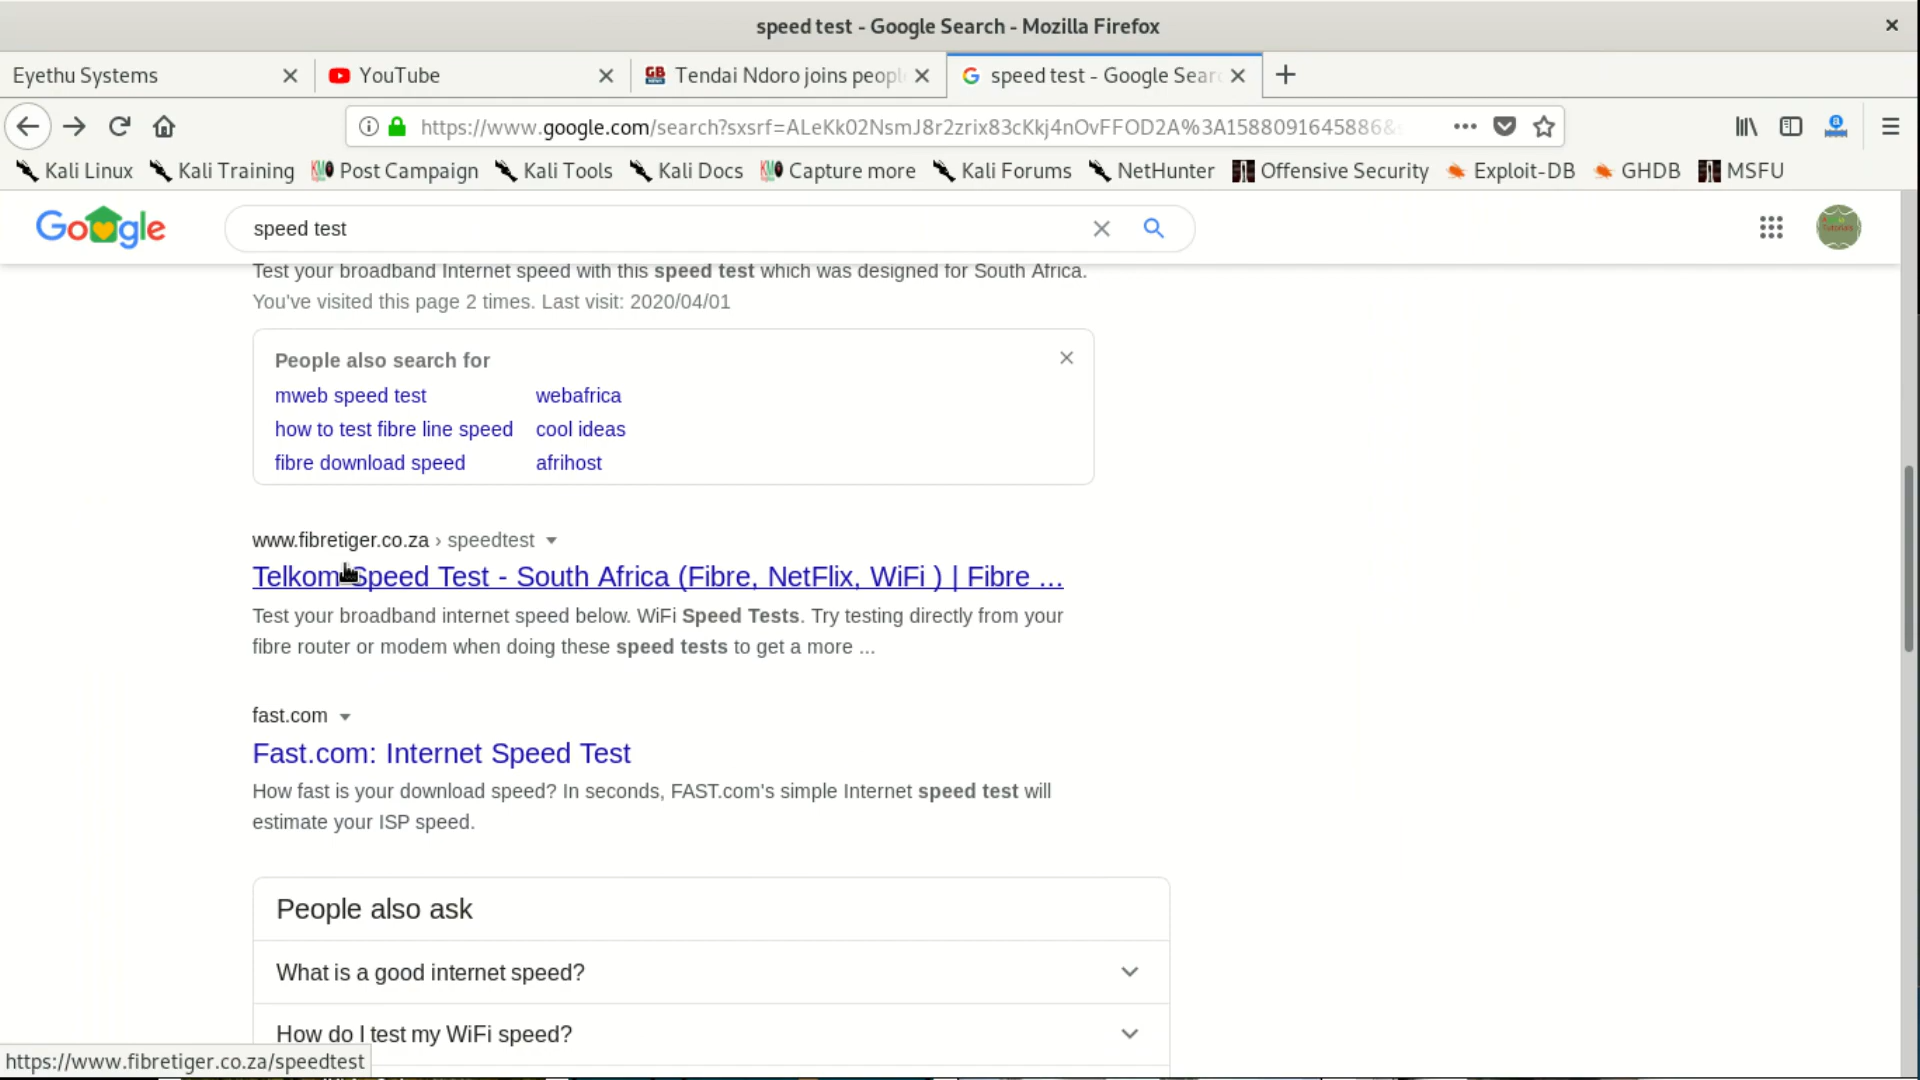 speed test - Google Search - Mozilla Firefox
Eyethu Systems
YouTube
GB
Tendai Ndoro joins peopl
speed test - Google Sear
https://www.google.com/search?sxsrf=ALeKk02NsmJ8r2zrix83cKkj4nOvFFOD2A%3A1588091645886&
Kali Linux
Kali Training
Post Campaign
Kali Tools
Kali Docs
Capture more
Kali Forums
NetHunter
Offensive Security
Exploit-DB
GHDB
MSFU
Google
speed test
Test your broadband Internet speed with this speed test which was designed for South Africa.
You've visited this page 2 times. Last visit: 2020/04/01
People also search for
mweb speed test
webafrica
how to test fibre line speed
cool ideas
fibre download speed
afrihost
www.fibretiger.co.za › speedtest
Telkom Speed Test - South Africa (Fibre, NetFlix, WiFi ) | Fibre ...
Test your broadband internet speed below. WiFi Speed Tests. Try testing directly from your
fibre router or modem when doing these speed tests to get a more ...
fast.com
Fast.com: Internet Speed Test
How fast is your download speed? In seconds, FAST.com's simple Internet speed test will
estimate your ISP speed.
People also ask
What is a good internet speed?
How do I test my WiFi speed?
https://www.fibretiger.co.za/speedtest